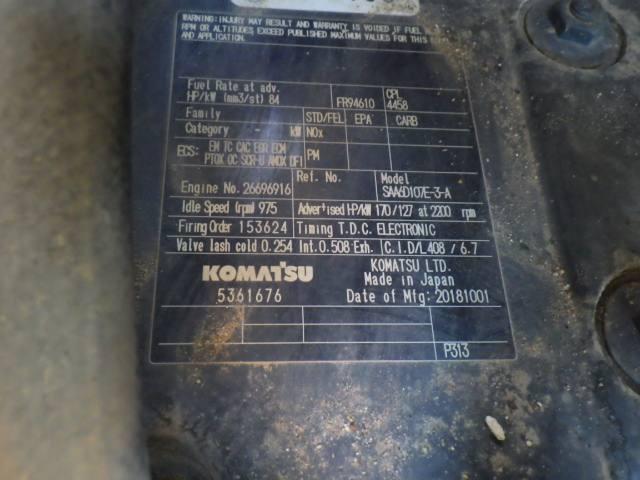 WARNING: INJURY MAY RESULT AND WARRANTY IS VOIDED IF FUEL
RPM OR ALTITUDES EXCEED PUBLISHED MAXIMUM VALUES FOR THIS
Fuel Rate at adv.
HP/kW (mm3/st) 84 FR94610 CPL 4458
Family STD/FEL EPA CARB
Category - kW NOx
ECS: EM TC CAC EGR ECM
PTOX OC SCR-U AMOX DFI PM
Engine No. 26696916 Ref. No. Model SAA6D107E-3-A
Idle Speed (rpm) 975 Advertised HP/kW 170 / 127 at 2200 rpm
Firing Order 153624 Timing T.D.C. ELECTRONIC
Valve lash cold 0.254 Int. 0.508 Exh. C.I.D/L 408 / 6.7
KOMATSU KOMATSU LTD.
Made in Japan
5361676 Date of Mfg: 20181001
P313